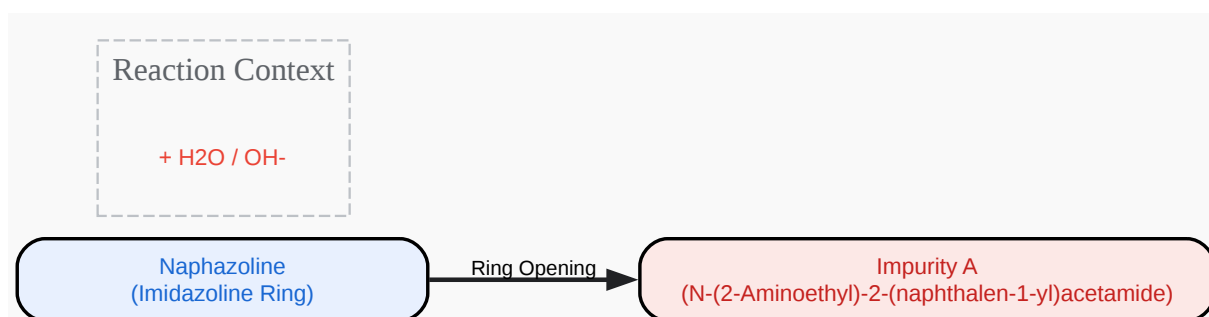 Reaction Context
+ H2O / OH-
Naphazoline
(Imidazoline Ring)
Ring Opening
Impurity A
(N-(2-Aminoethyl)-2-(naphthalen-1-yl)acetamide)